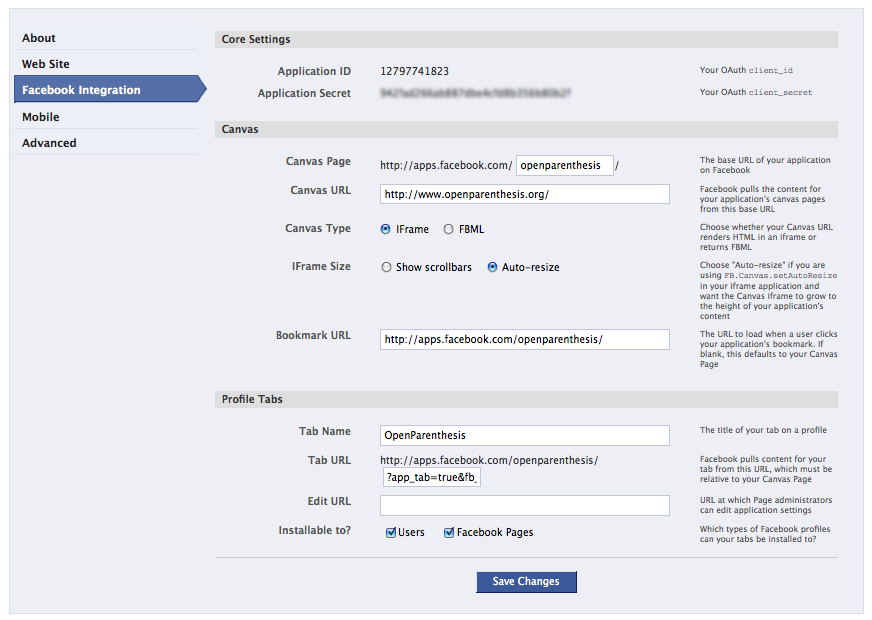 About
Web Site
Facebook Integration
Mobile
Advanced
Core Settings
Application ID 12797741823 Your OAuth client_id
Application Secret Your OAuth client_secret
Canvas
Canvas Page http://apps.facebook.com/ openparenthesis / The base URL of your application
on Facebook
Canvas URL http://www.openparenthesis.org/ Facebook pulls the content for
your application's canvas pages
from this base URL
Canvas Type IFrame FBML Choose whether your Canvas URL
renders HTML in an iframe or
returns FBML
IFrame Size Show scrollbars Auto-resize Choose "Auto-resize" if you are
using FB.Canvas.setAutoResize
in your iframe application and
want the Canvas iframe to grow to
the height of your application's
content
Bookmark URL http://apps.facebook.com/openparenthesis/ The URL to load when a user clicks
your application's bookmark. If
blank, this defaults to your Canvas
Page
Profile Tabs
Tab Name OpenParenthesis The title of your tab on a profile
Tab URL http://apps.facebook.com/openparenthesis/ Facebook pulls content for your
?app_tab=true&fb_ tab from this URL, which must be
relative to your Canvas Page
Edit URL URL at which Page administrators
can edit application settings
Installable to? Users Facebook Pages Which types of Facebook profiles
can your tabs be installed to?
Save Changes